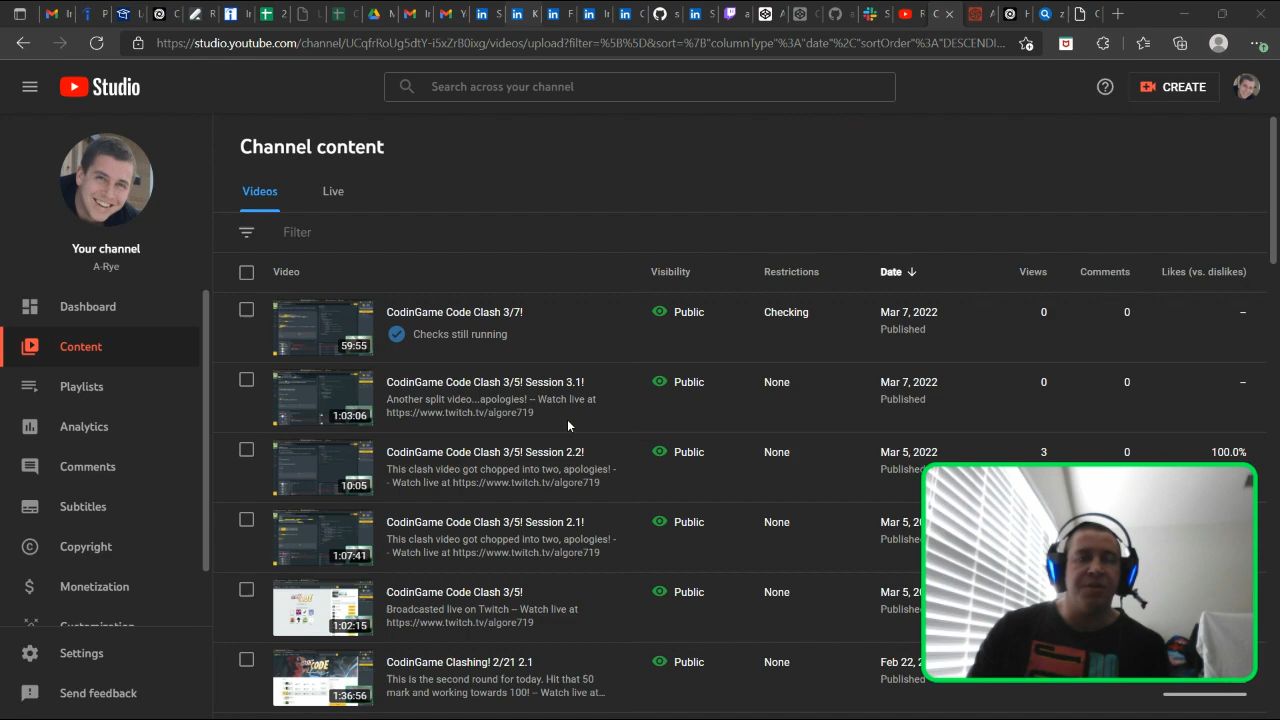 https://studio.youtube.com/channel/UCqfrRoUg5dtY-i5xZrB0ixg/videos/upload?filter=%5B%5D&sort=%7B"columnType"%3A"date"%2C"sortOrder"%3A"DESCENDI...
Studio
Search across your channel
CREATE
Your channel
A-Rye
Dashboard
Content
Playlists
Analytics
Comments
Subtitles
Copyright
Monetization
Customization
Settings
Send feedback
Channel content
Videos Live
Filter
Video Visibility Restrictions Date Views Comments Likes (vs. dislikes)
CodinGame Code Clash 3/7! Public Checking Mar 7, 2022 0 0 –
Checks still running Published
59:55
CodinGame Code Clash 3/5! Session 3.1! Public None Mar 7, 2022 0 0 –
Another split video...apologies! -- Watch live at Published
https://www.twitch.tv/algore719
1:03:06
CodinGame Code Clash 3/5! Session 2.2! Public None Mar 5, 2022 3 0 100.0%
This clash video got chopped into two, apologies! - Published
- Watch live at https://www.twitch.tv/algore719
10:05
CodinGame Code Clash 3/5! Session 2.1! Public None Mar 5,
This clash video got chopped into two, apologies! - Published
- Watch live at https://www.twitch.tv/algore719
1:07:41
CodinGame Code Clash 3/5! Public None Mar 5,
Broadcasted live on Twitch -- Watch live at
https://www.twitch.tv/algore719
1:02:15
CodinGame Clashing! 2/21 2.1 Public None Feb 22,
This is the second round for today. Hit that 50
mark and working towards 100! -- Watch live at...
1:36:56